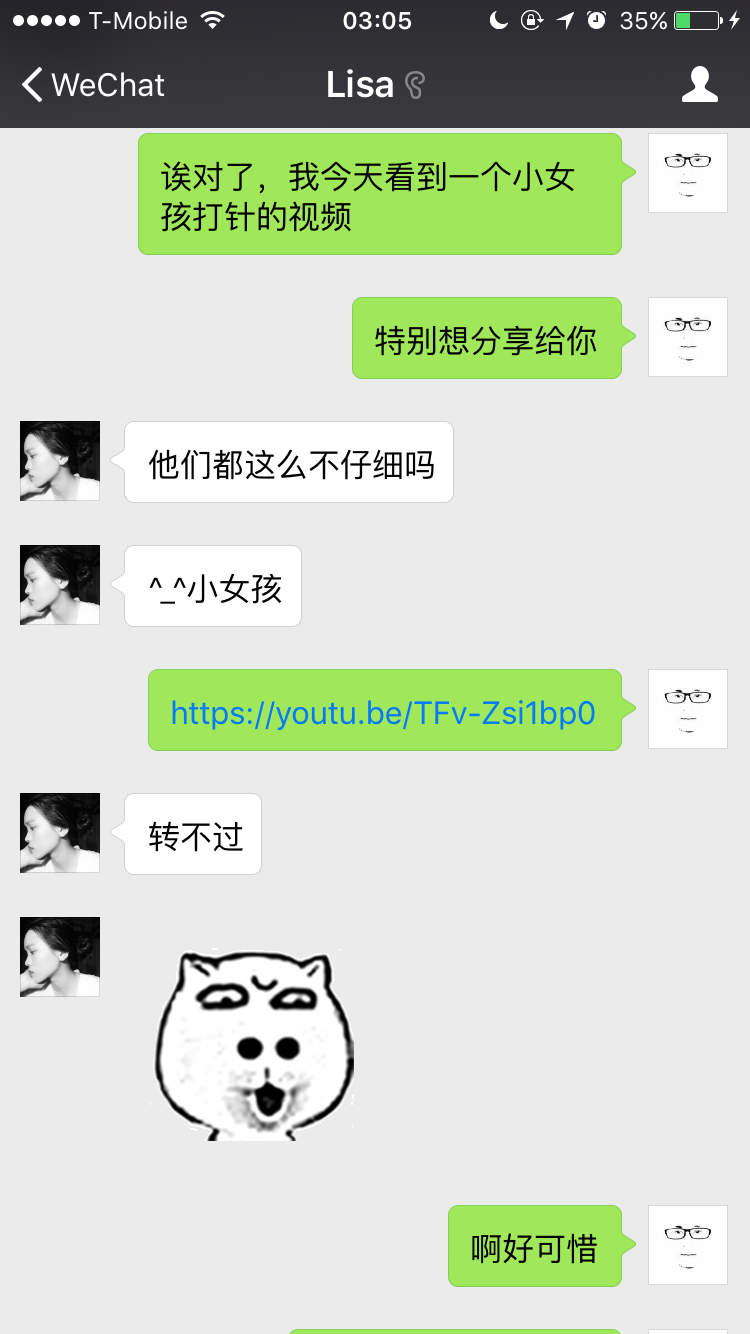 T-Mobile 03:05 35%
WeChat Lisa
诶对了，我今天看到一个小女
孩打针的视频
特别想分享给你
他们都这么不仔细吗
^_^小女孩
https://youtu.be/TFv-Zsi1bp0
转不过
啊好可惜